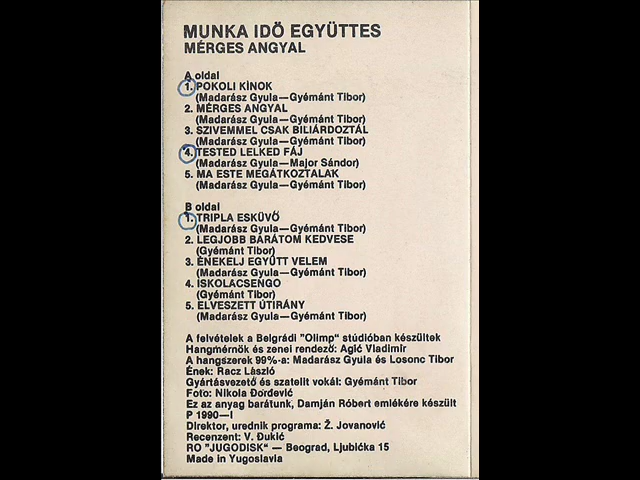 MUNKA IDŐ EGYÜTTES
MÉRGES ANGYAL
A oldal
1. POKOLI KÌNOK
(Madarász Gyula—Gyémánt Tibor)
2. MÉRGES ANGYAL
(Madarász Gyula—Gyémánt Tibor)
3. SZIVEMMEL CSAK BILIÁRDOZTÁL
(Madarász Gyula—Gyémánt Tibor)
4. TESTED LELKED FÁJ
(Madarász Gyula—Major Sándor)
5. MA ESTE MEGÁTKOZTALAK
(Madarász Gyula—Gyémánt Tibor)
B oldal
1. TRIPLA ESKÜVŐ
(Madarász Gyula—Gyémánt Tibor)
2. LEGJOBB BARÁTOM KEDVESE
(Gyémánt Tibor)
3. ÉNEKELJ EGYÜTT VELEM
(Madarász Gyula—Gyémánt Tibor)
4. ISKOLACSENGO
(Gyémánt Tibor)
5. ELVESZETT ÚTIRÁNY
(Madarász Gyula—Gyémánt Tibor)
A felvételek a Belgrádi "Olimp“ stúdióban készültek
Hangmérnök és zenei rendező: Agić Vladimir
A hangszerek 99%-a: Madarász Gyula és Losonc Tibor
Ének: Racz László
Gyártásvezető és szatelit vokál: Gyémánt Tibor
Foto: Nikola Đorđević
Ez az anyag barátunk, Damján Róbert emlékére készült
P 1990—I
Direktor, urednik programa: Ž. Jovanović
Recenzent: V. Đukić
RO "JUGODISK“ — Beograd, Ljubićka 15
Made in Yugoslavia